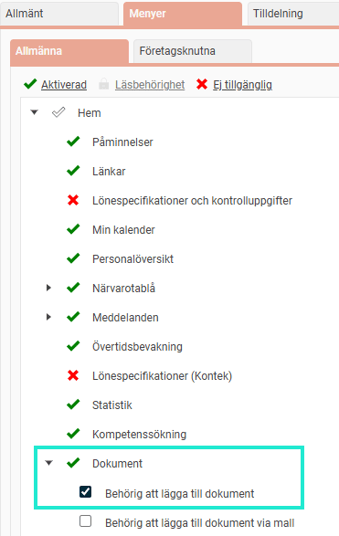 Allmänt Menyer Tilldelning
Allmänna Företagsknutna
Aktiverad Läsbehörighet Ej tillgänglig
Hem
Påminnelser
Länkar
Lönespecifikationer och kontrolluppgifter
Min kalender
Personalöversikt
Närvarotablå
Meddelanden
Övertidsbevakning
Lönespecifikationer (Kontek)
Statistik
Kompetenssökning
Dokument
Behörig att lägga till dokument
Behörig att lägga till dokument via mall